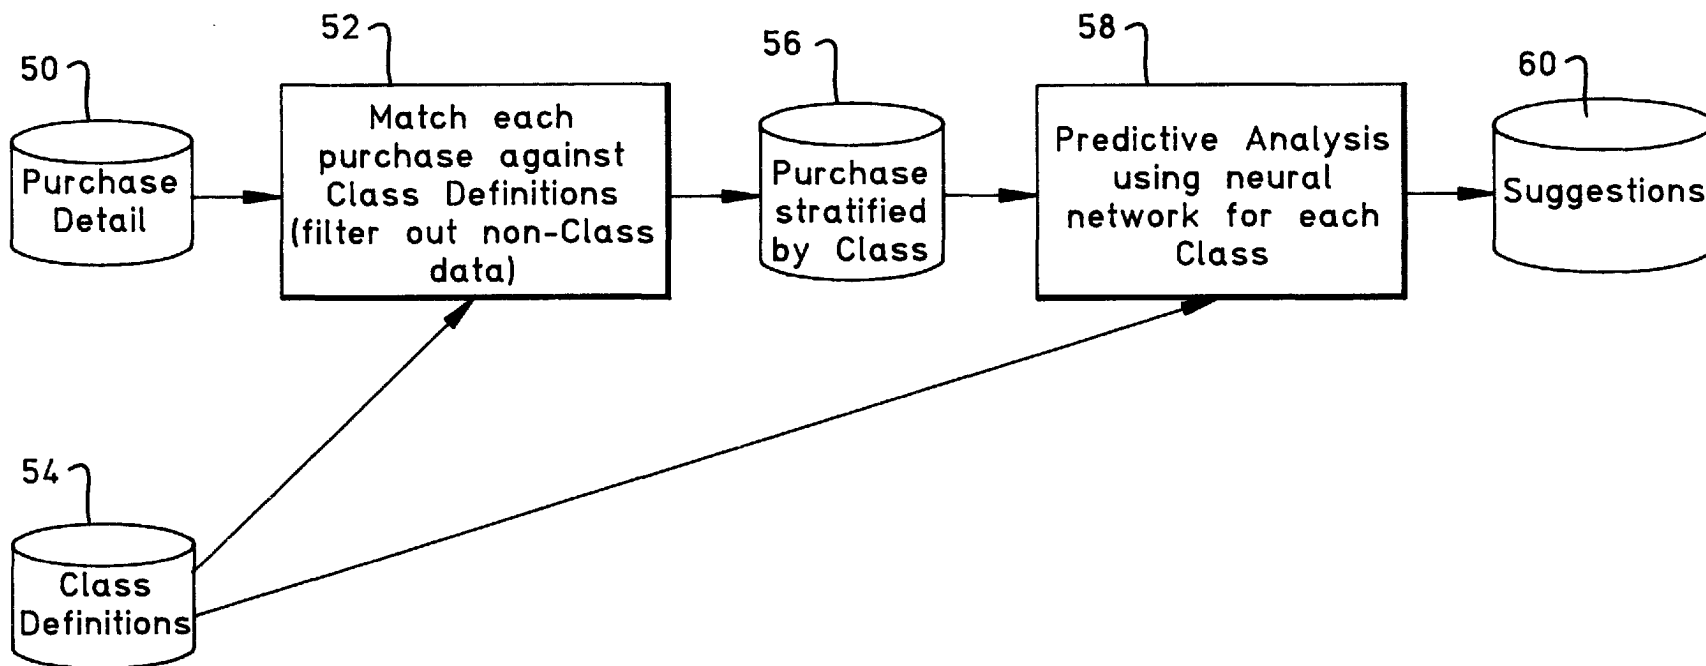 50
Purchase
Detail
52
Match each
purchase against
Class Definitions
(filter out non-Class
data)
56
Purchase
stratified
by Class
58
Predictive Analysis
using neural
network for each
Class
60
Suggestions
54
Class
Definitions